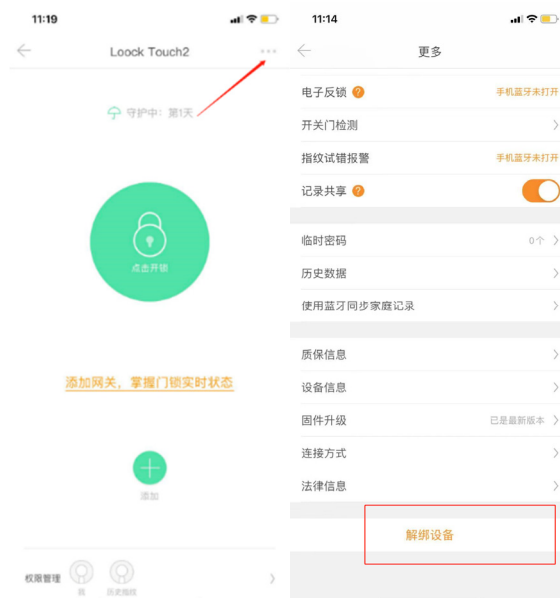 11:19
Loock Touch2
守护中: 第1天
点击开锁
添加网关，掌握门锁实时状态
添加
权限管理
历史指纹
11:14
更多
电子反锁 ?
手机蓝牙未打开
开关门检测
指纹试错报警
手机蓝牙未打开
记录共享 ?
临时密码
0个
历史数据
使用蓝牙同步家庭记录
质保信息
设备信息
固件升级
已是最新版本
连接方式
法律信息
解绑设备